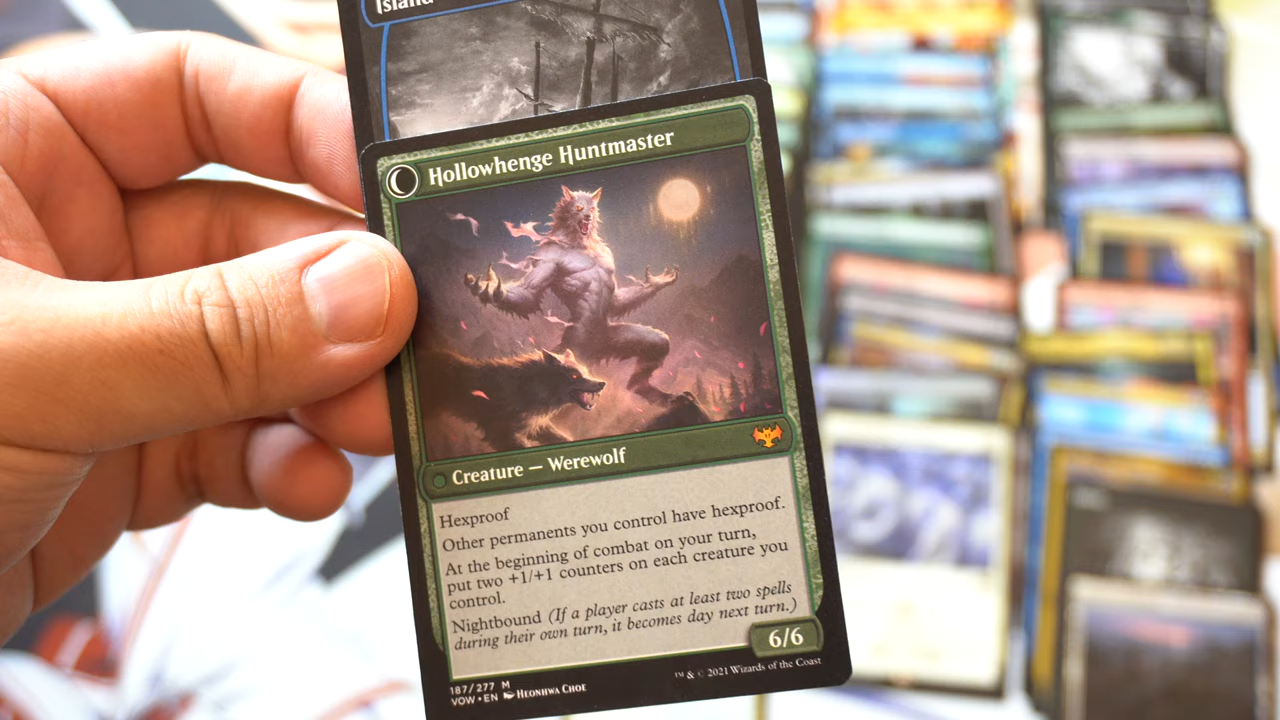 Island
Hollowhenge Huntmaster
Creature — Werewolf
Hexproof
Other permanents you control have hexproof.
At the beginning of combat on your turn,
put two +1/+1 counters on each creature you
control.
Nightbound (If a player casts at least two spells
during their own turn, it becomes day next turn.)
6/6
187/277 M
VOW • EN Heonhwa Choe
™ & © 2021 Wizards of the Coast